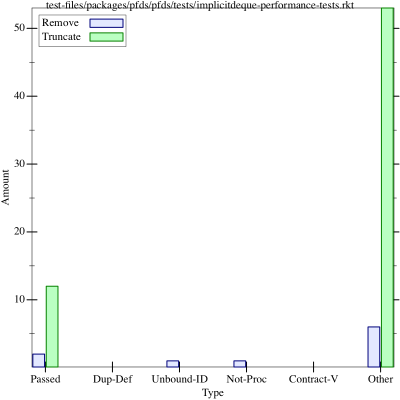 test-files/packages/pfds/pfds/tests/implicitdeque-performance-tests.rkt
Remove
Truncate
50
40
30
20
10
Amount
Passed Dup-Def Unbound-ID Not-Proc Contract-V Other
Type